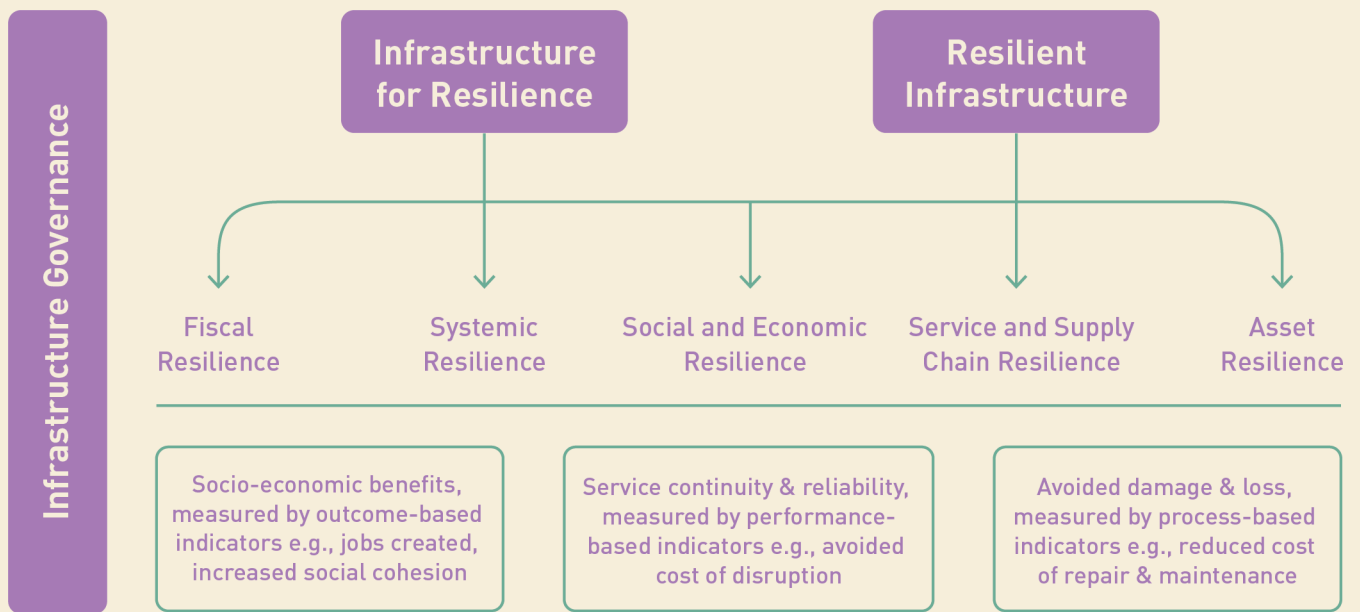 Infrastructure Governance
Infrastructure
for Resilience
Resilient
Infrastructure
Fiscal
Resilience
Systemic
Resilience
Social and Economic
Resilience
Service and Supply
Chain Resilience
Asset
Resilience
Socio-economic benefits,
measured by outcome-based
indicators e.g., jobs created,
increased social cohesion
Service continuity & reliability,
measured by performance-
based indicators e.g., avoided
cost of disruption
Avoided damage & loss,
measured by process-based
indicators e.g., reduced cost
of repair & maintenance